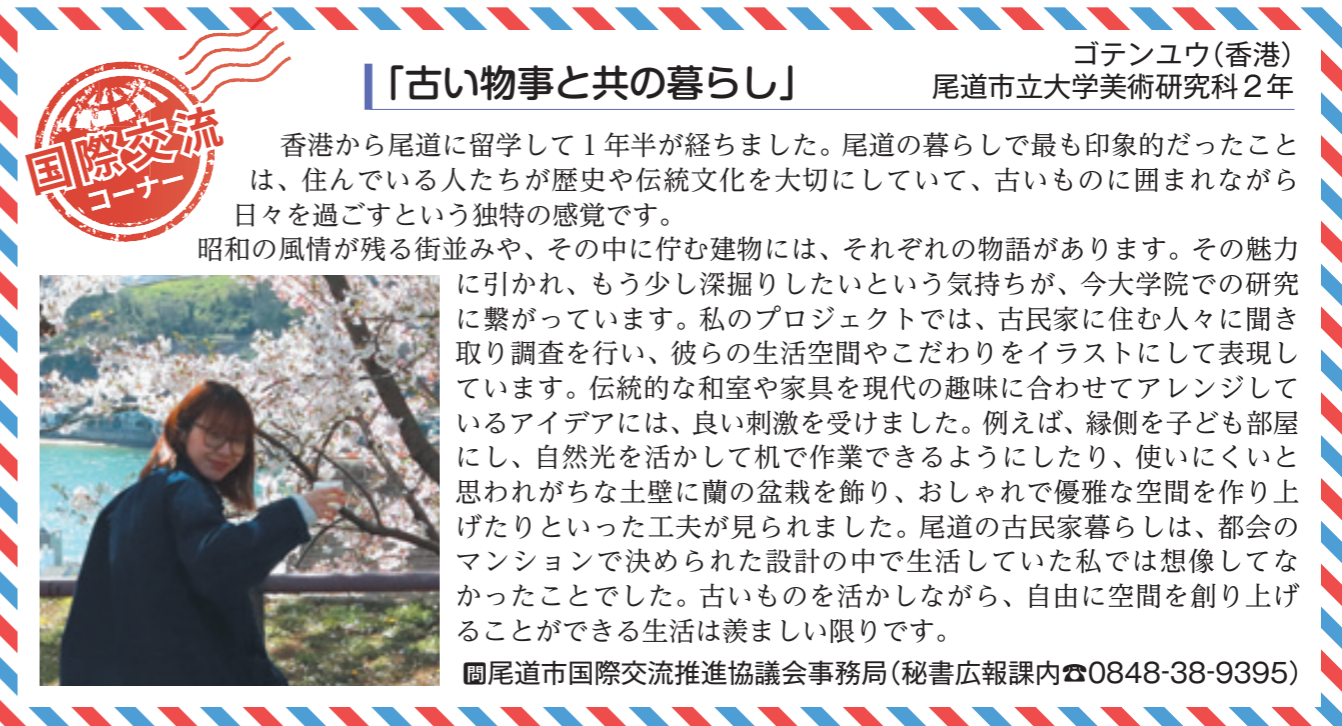 国際交流
コーナー
「古い物事と共の暮らし」
ゴテンユウ（香港）
尾道市立大学美術研究科２年
香港から尾道に留学して１年半が経ちました。尾道の暮らしで最も印象的だったこと
は、住んでいる人たちが歴史や伝統文化を大切にしていて、古いものに囲まれながら
日々を過ごすという独特の感覚です。
昭和の風情が残る街並みや、その中に佇む建物には、それぞれの物語があります。その魅力
に引かれ、もう少し深掘りしたいという気持ちが、今大学院での研究
に繋がっています。私のプロジェクトでは、古民家に住む人々に聞き
取り調査を行い、彼らの生活空間やこだわりをイラストにして表現し
ています。伝統的な和室や家具を現代の趣味に合わせてアレンジして
いるアイデアには、良い刺激を受けました。例えば、縁側を子ども部屋
にし、自然光を活かして机で作業できるようにしたり、使いにくいと
思われがちな土壁に蘭の盆栽を飾り、おしゃれで優雅な空間を作り上
げたりといった工夫が見られました。尾道の古民家暮らしは、都会の
マンションで決められた設計の中で生活していた私では想像してな
かったことでした。古いものを活かしながら、自由に空間を創り上げ
ることができる生活は羨ましい限りです。
問尾道市国際交流推進協議会事務局（秘書広報課内☎0848-38-9395）